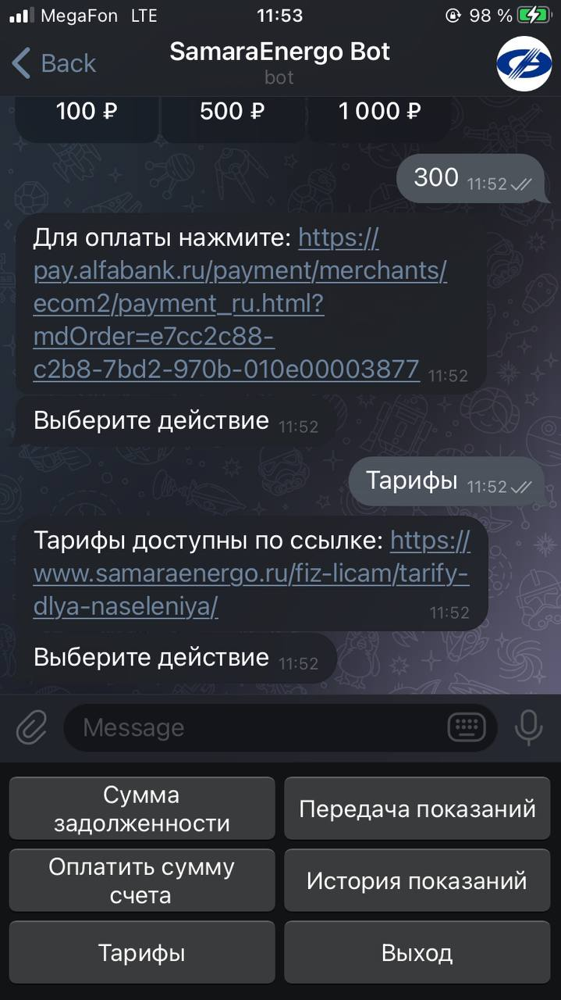 MegaFon LTE 11:53 98 %
Back SamaraEnergo Bot
bot
100 ₽ 500 ₽ 1 000 ₽
300 11:52
Для оплаты нажмите: https://
pay.alfabank.ru/payment/merchants/
ecom2/payment_ru.html?
mdOrder=e7cc2c88-
c2b8-7bd2-970b-010e00003877 11:52
Выберите действие 11:52
Тарифы 11:52
Тарифы доступны по ссылке: https://
www.samaraenergo.ru/fiz-licam/tarify-
dlya-naseleniya/ 11:52
Выберите действие 11:52
Message
Сумма
задолженности
Передача показаний
Оплатить сумму
счета
История показаний
Тарифы
Выход